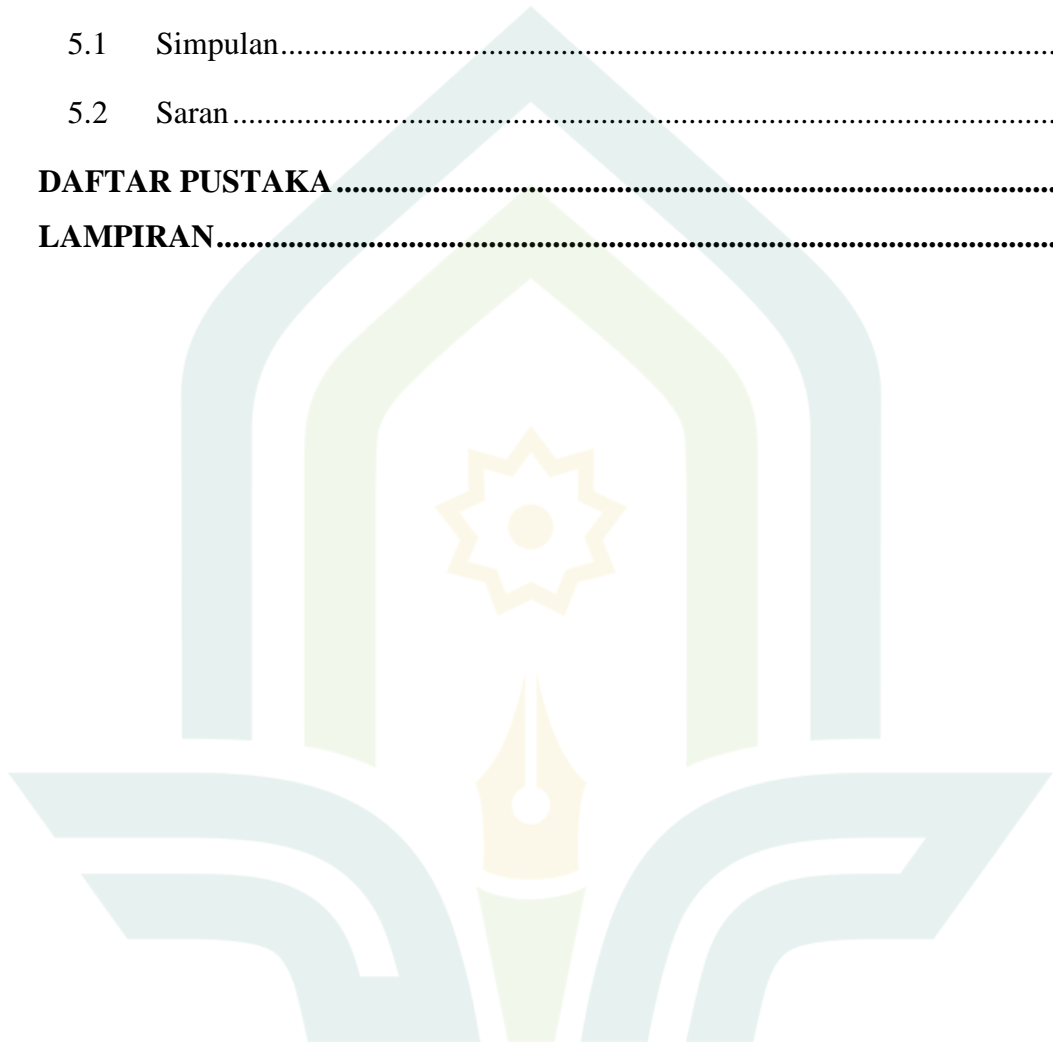 5.1 Simpulan....................................................................................................
5.2 Saran..........................................................................................................
DAFTAR PUSTAKA..........................................................................................
LAMPIRAN.........................................................................................................